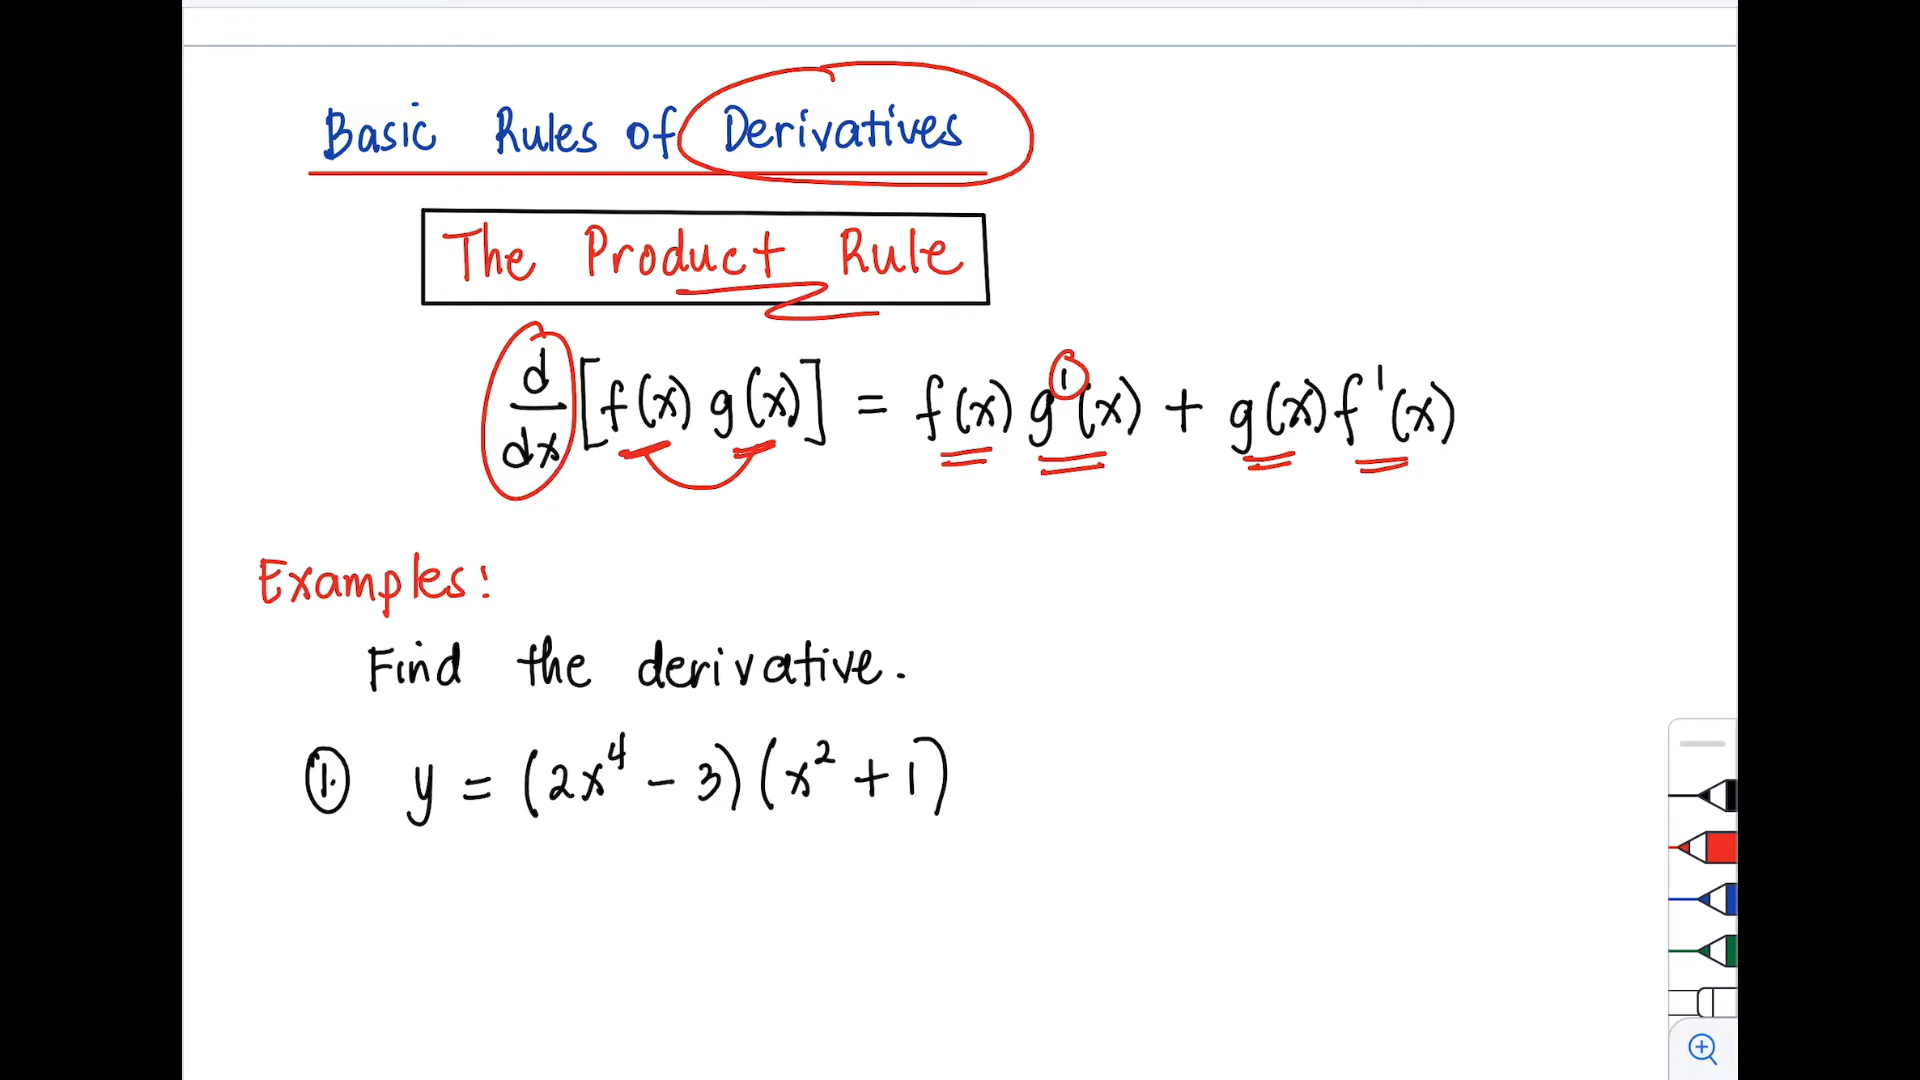 Basic Rules of Derivatives
The Product Rule
d/dx [f(x) g(x)] = f(x) g'(x) + g(x) f'(x)
Examples:
Find the derivative.
①. y = (2x⁴ − 3)(x² + 1)